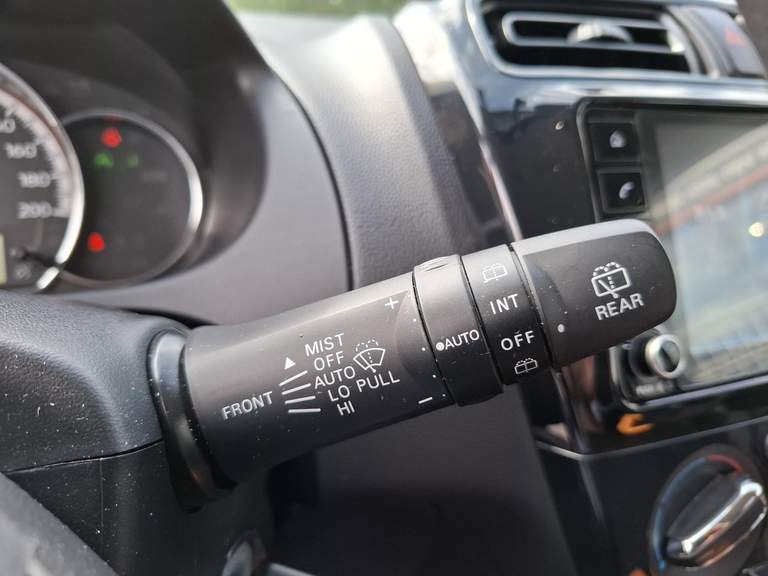 160
180
200
MIST
OFF
AUTO
LO PULL
HI
FRONT
+
−
AUTO
INT
OFF
REAR